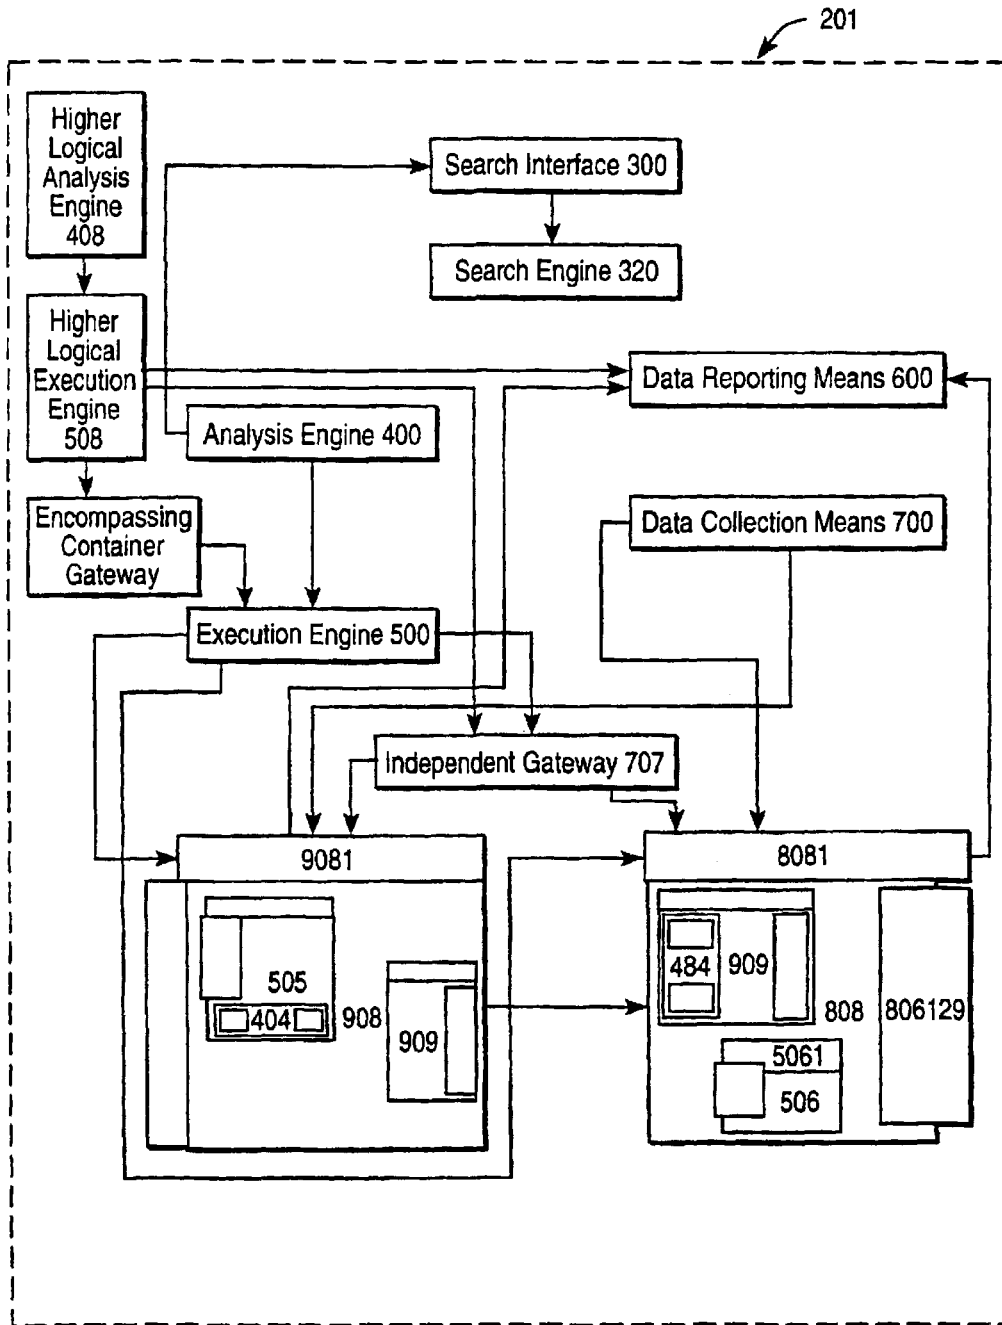 201
Higher
Logical
Analysis
Engine
408
Search Interface 300
Search Engine 320
Higher
Logical
Execution
Engine
508
Data Reporting Means 600
Analysis Engine 400
Encompassing
Container
Gateway
Data Collection Means 700
Execution Engine 500
Independent Gateway 707
9081
8081
505
404
908
909
484
909
808
806129
5061
506